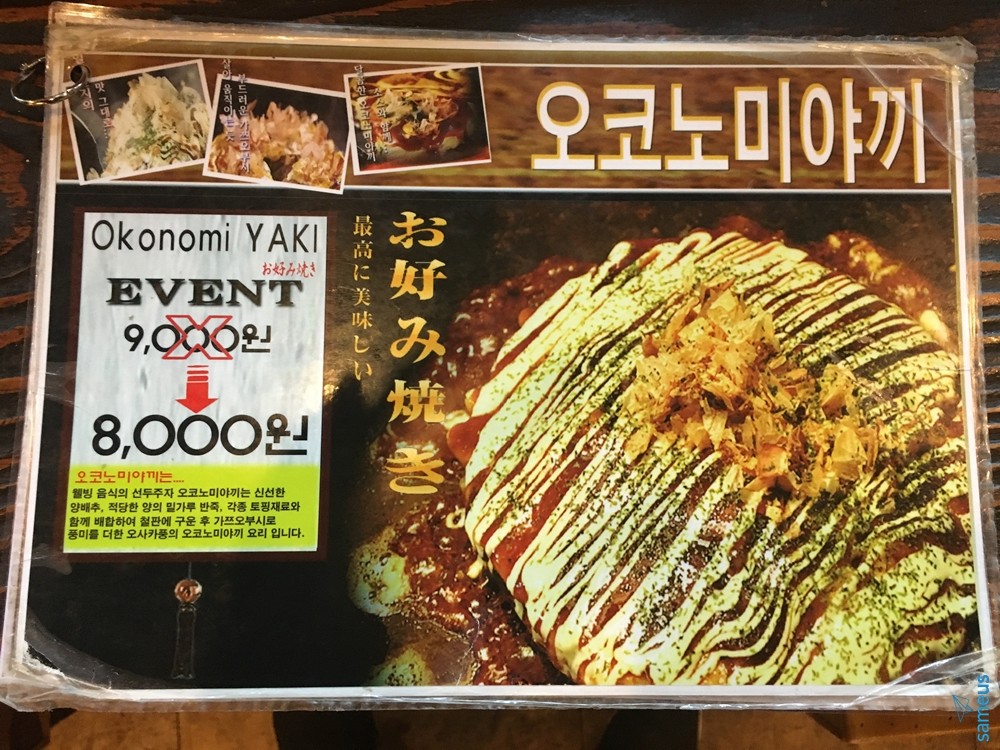 오코노미야끼
Okonomi YAKI
お好み焼き
EVENT
9,000원
8,000원
오코노미야끼는....
웰빙 음식의 선두주자 오코노미야끼는 신선한
양배추, 적당한 양의 밀가루 반죽, 각종 토핑재료와
함께 배합하여 철판에 구운 후 가쯔오부시로
풍미를 더한 오사카풍의 오코노미야끼 요리 입니다.
最高に美味しい
お好み焼き
sameus